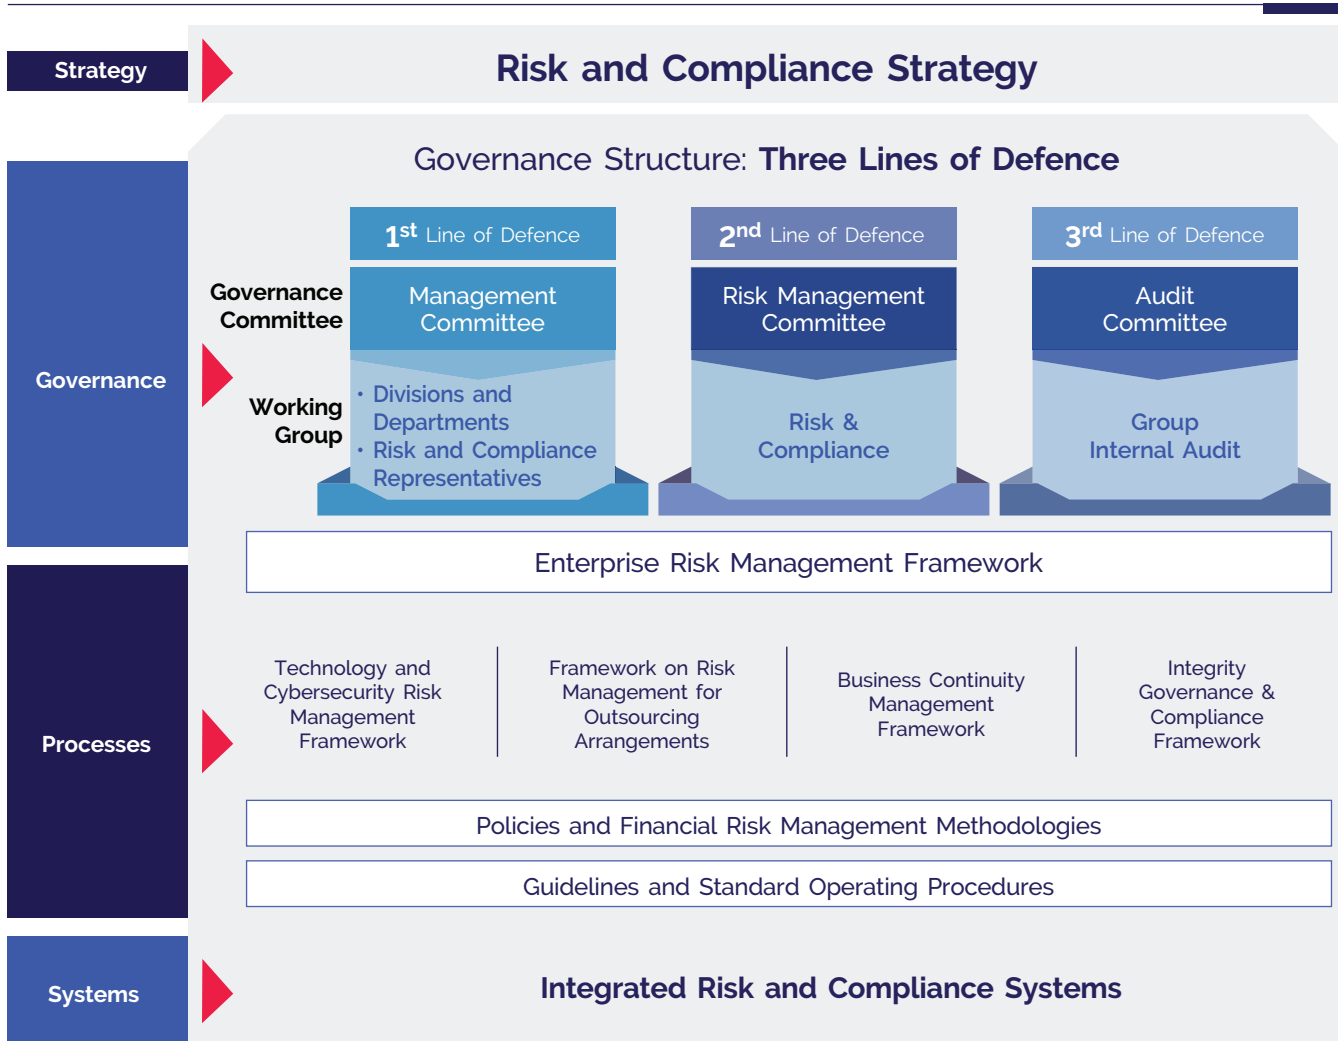 Strategy
Risk and Compliance Strategy
Governance Structure: Three Lines of Defence
1st Line of Defence
2nd Line of Defence
3rd Line of Defence
Governance
Governance
Committee
Management
Committee
Risk Management
Committee
Audit
Committee
Working
Group
• Divisions and
Departments
• Risk and Compliance
Representatives
Risk &
Compliance
Group
Internal Audit
Processes
Enterprise Risk Management Framework
Technology and
Cybersecurity Risk
Management
Framework
Framework on Risk
Management for
Outsourcing
Arrangements
Business Continuity
Management
Framework
Integrity
Governance &
Compliance
Framework
Policies and Financial Risk Management Methodologies
Guidelines and Standard Operating Procedures
Systems
Integrated Risk and Compliance Systems